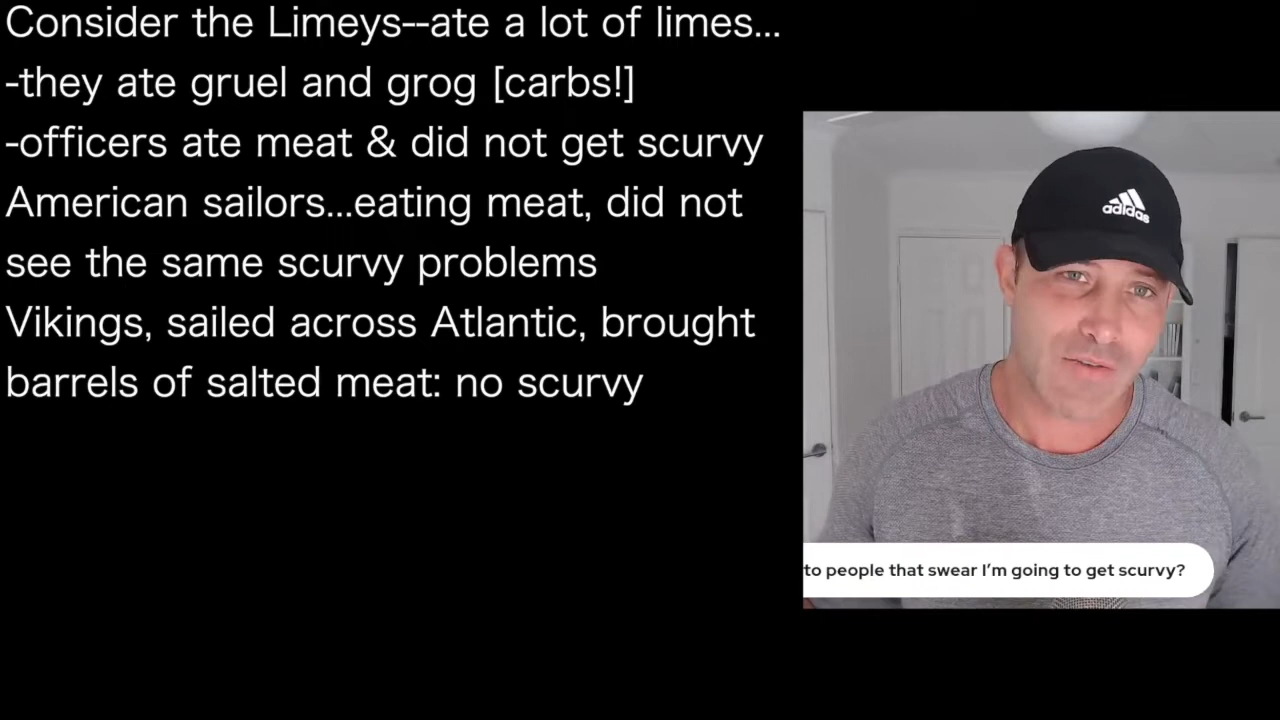 Consider the Limeys--ate a lot of limes...
-they ate gruel and grog [carbs!]
-officers ate meat & did not get scurvy
American sailors...eating meat, did not
see the same scurvy problems
Vikings, sailed across Atlantic, brought
barrels of salted meat: no scurvy
adidas
to people that swear I'm going to get scurvy?